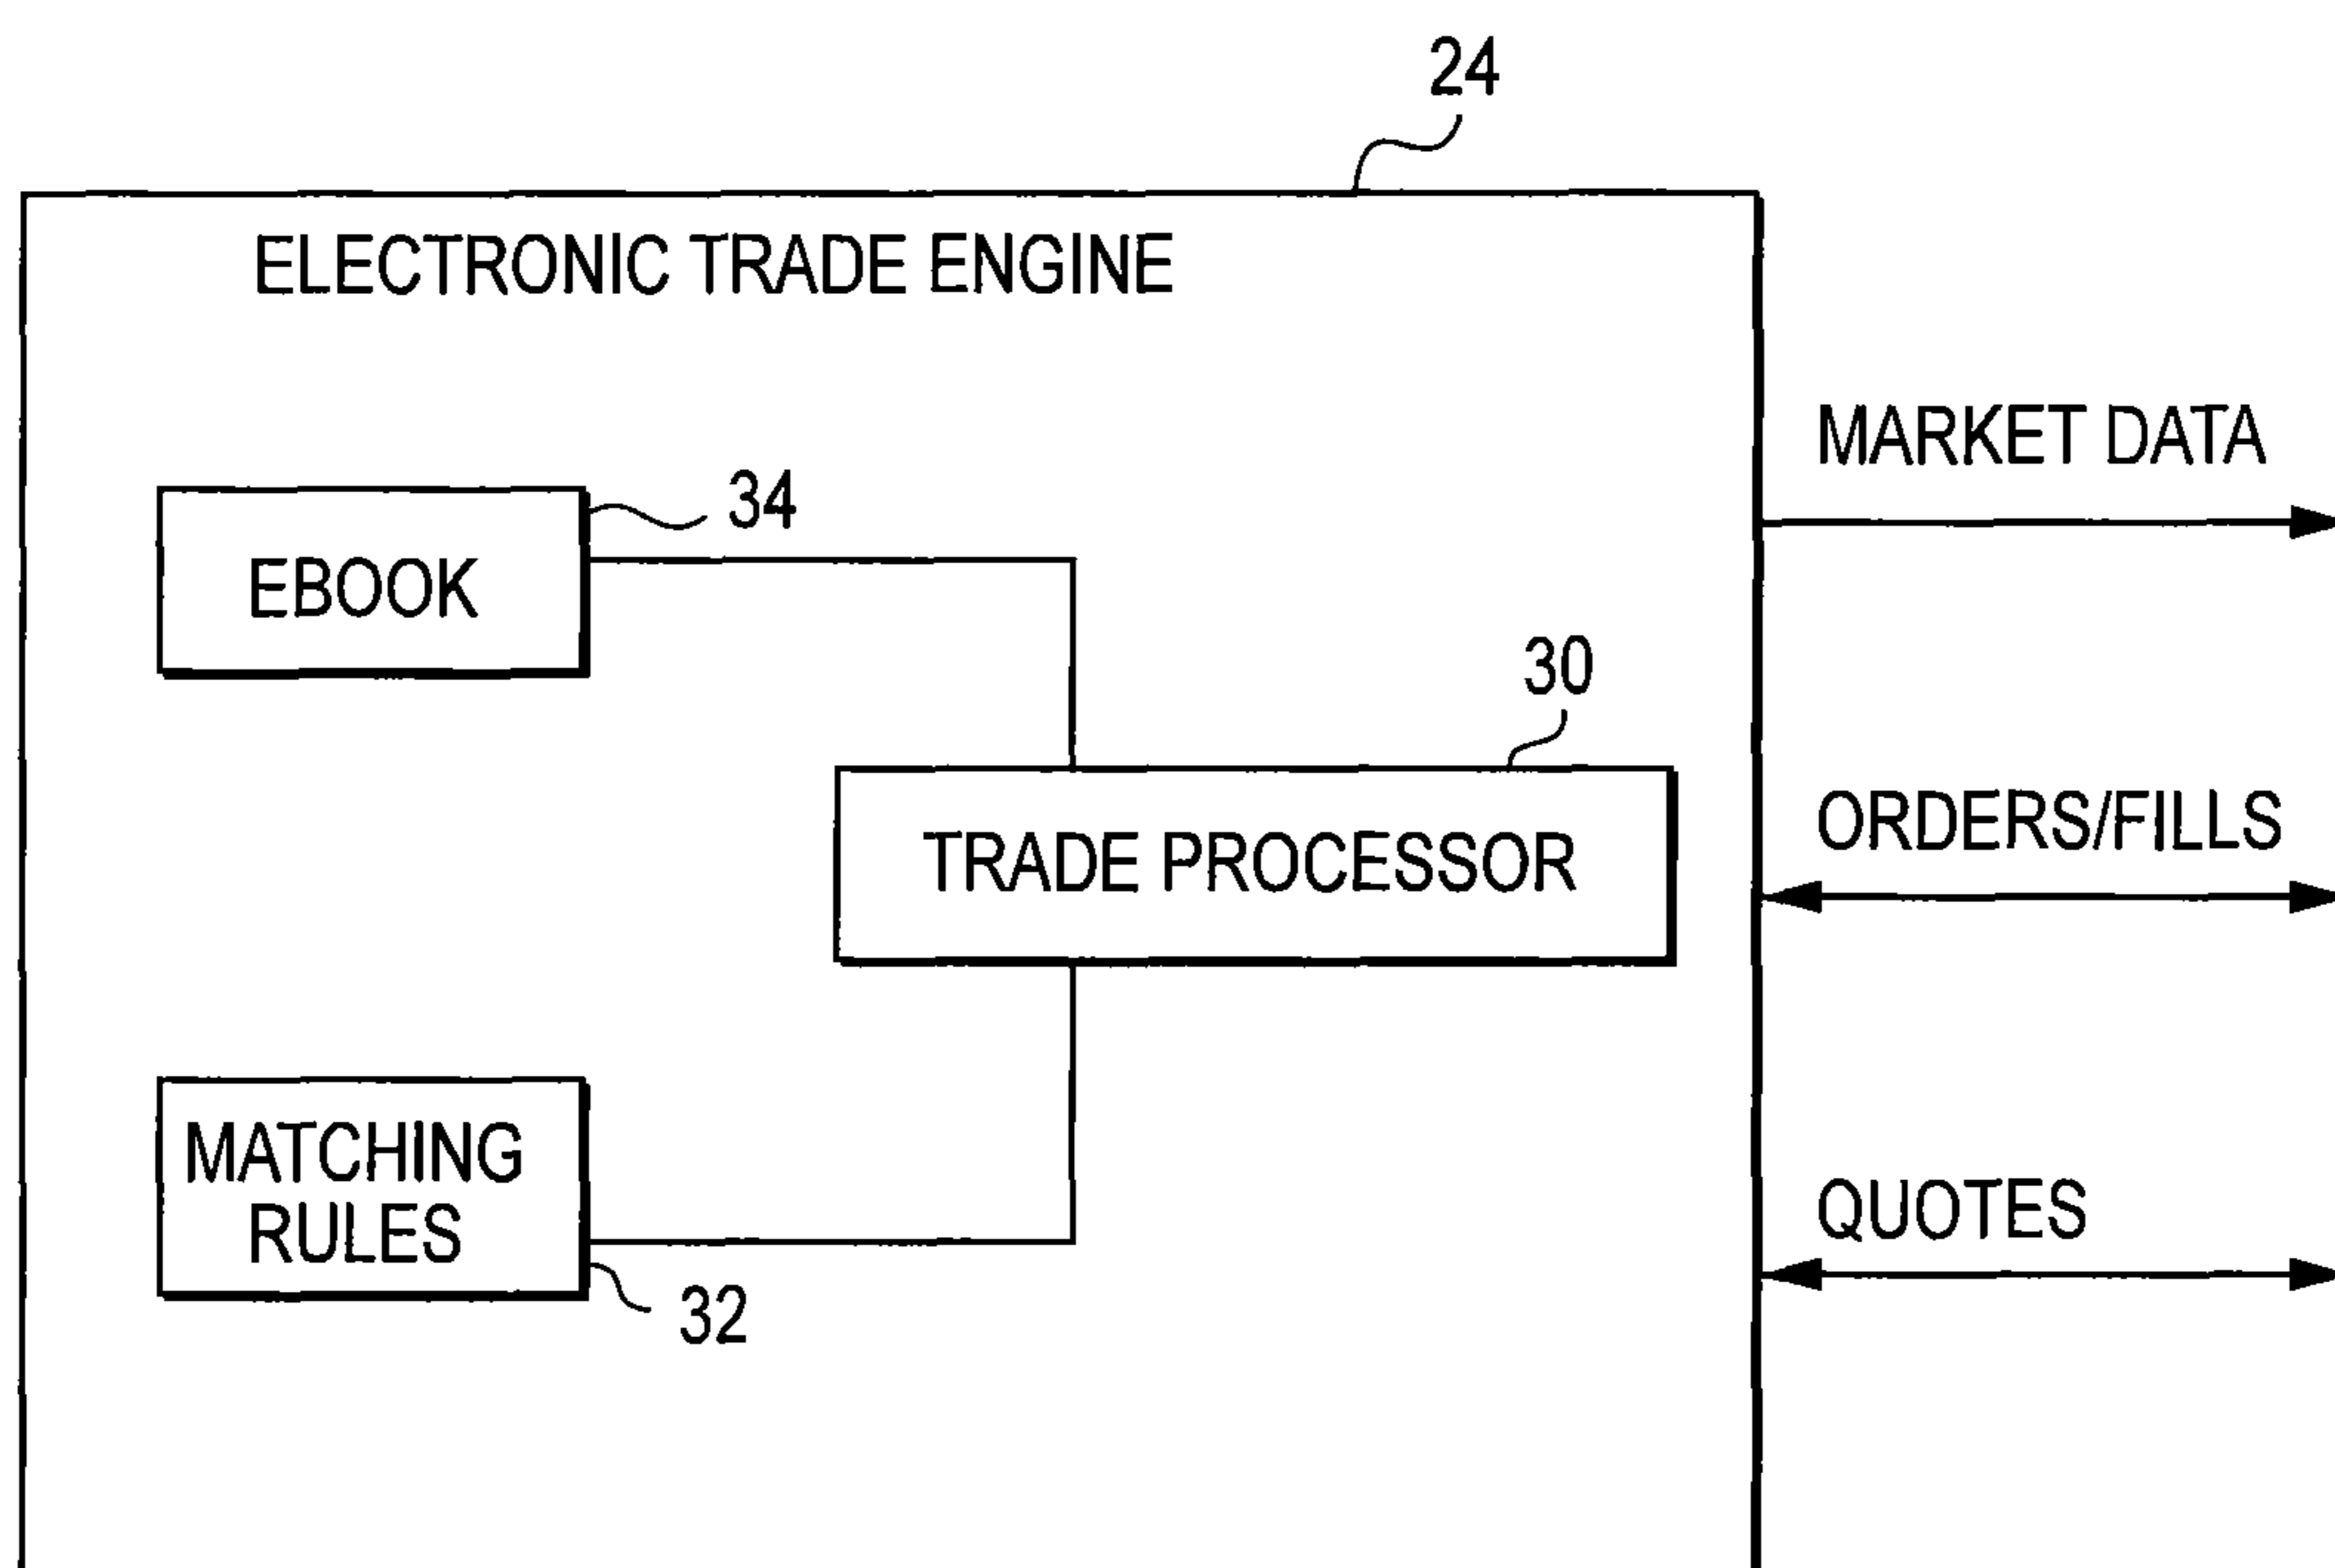 24
ELECTRONIC TRADE ENGINE
MARKET DATA
34
EBOOK
30
TRADE PROCESSOR
ORDERS/FILLS
MATCHING
RULES
32
QUOTES